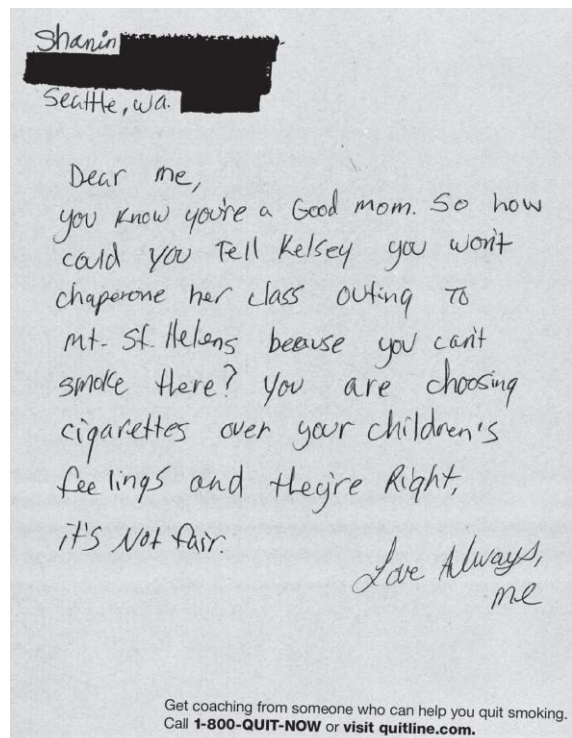 Shanin
Seattle, Wa.
Dear me,
you know you're a Good mom. So how
could you Tell Kelsey you won't
chaperone her class outing To
mt. St. Helens because you can't
smoke there? you are choosing
cigarettes over your children's
feelings and they're Right,
it's Not fair.
Love Always,
me
Get coaching from someone who can help you quit smoking.
Call 1-800-QUIT-NOW or visit quitline.com.